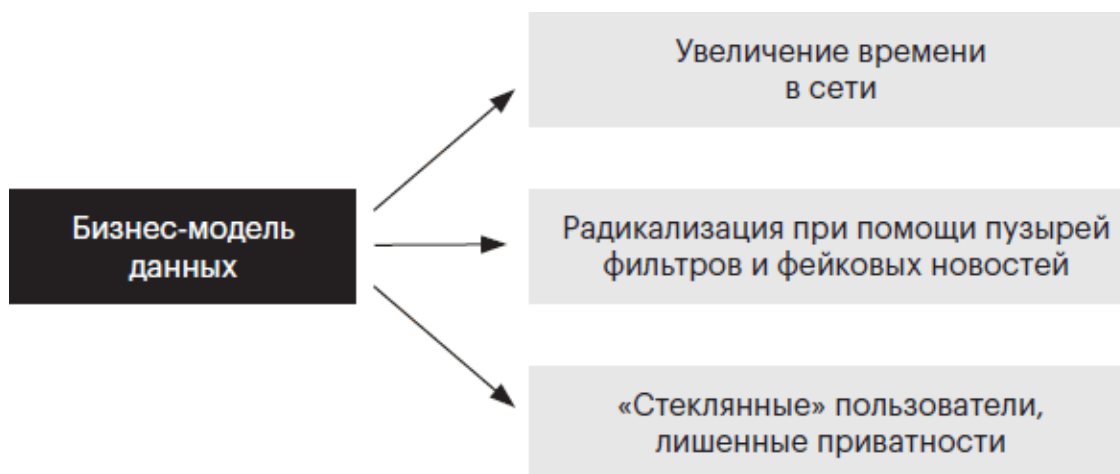 Увеличение времени
в сети
Бизнес-модель
данных
Радикализация при помощи пузырей
фильтров и фейковых новостей
«Стеклянные» пользователи,
лишенные приватности